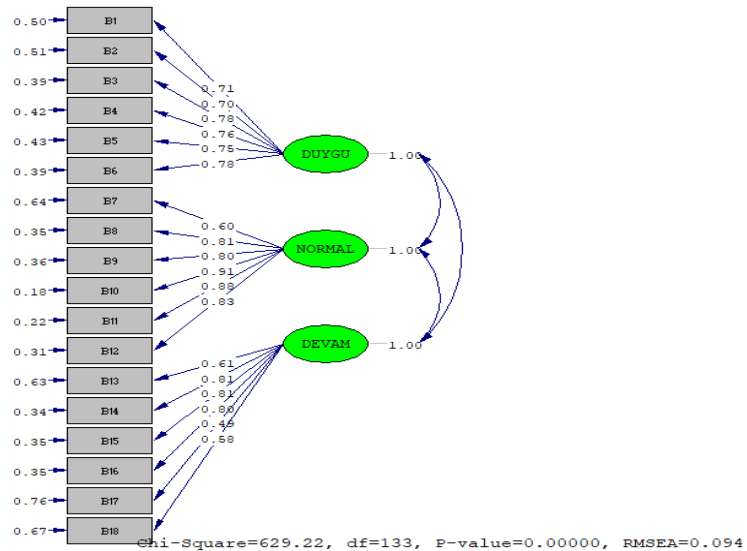 0.50 B1
0.51 B2
0.39 B3
0.71
0.70
0.42 B4
0.78
0.76
0.43 B5
0.75
DUYGU 1.00
0.39 B6
0.78
0.64 B7
0.60
0.35 B8
0.81
NORMAL 1.00
0.36 B9
0.80
0.91
0.18 B10
0.88
0.83
0.22 B11
0.31 B12
DEVAM 1.00
0.61
0.63 B13
0.81
0.81
0.34 B14
0.80
0.49
0.35 B15
0.58
0.35 B16
0.76 B17
0.67 B18
Chi-Square=629.22, df=133, P-value=0.00000, RMSEA=0.094